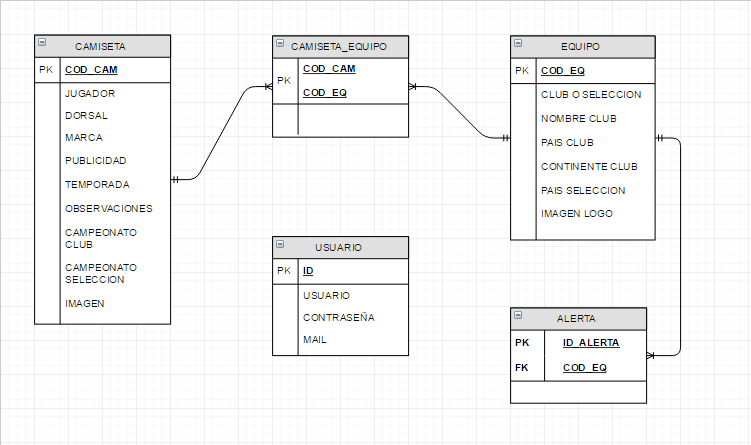 CAMISETA
PK COD_CAM
JUGADOR
DORSAL
MARCA
PUBLICIDAD
TEMPORADA
OBSERVACIONES
CAMPEONATO
CLUB
CAMPEONATO
SELECCION
IMAGEN
CAMISETA_EQUIPO
COD_CAM
PK
COD_EQ
EQUIPO
PK COD_EQ
CLUB O SELECCION
NOMBRE CLUB
PAIS CLUB
CONTINENTE CLUB
PAIS SELECCION
IMAGEN LOGO
USUARIO
PK ID
USUARIO
CONTRASEÑA
MAIL
ALERTA
PK ID_ALERTA
FK COD_EQ